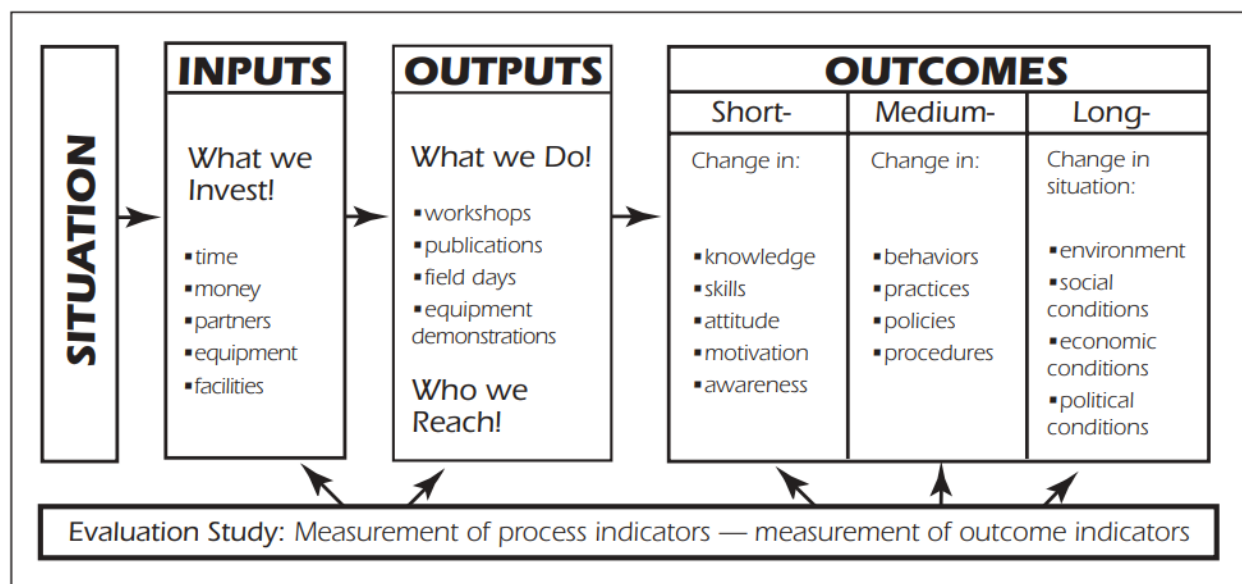 SITUATION
INPUTS
What we
Invest!
▪time
▪money
▪partners
▪equipment
▪facilities
OUTPUTS
What we Do!
▪workshops
▪publications
▪field days
▪equipment
demonstrations
Who we
Reach!
OUTCOMES
Short-
Change in:
▪knowledge
▪skills
▪attitude
▪motivation
▪awareness
Medium-
Change in:
▪behaviors
▪practices
▪policies
▪procedures
Long-
Change in
situation:
▪environment
▪social
conditions
▪economic
conditions
▪political
conditions
Evaluation Study: Measurement of process indicators — measurement of outcome indicators